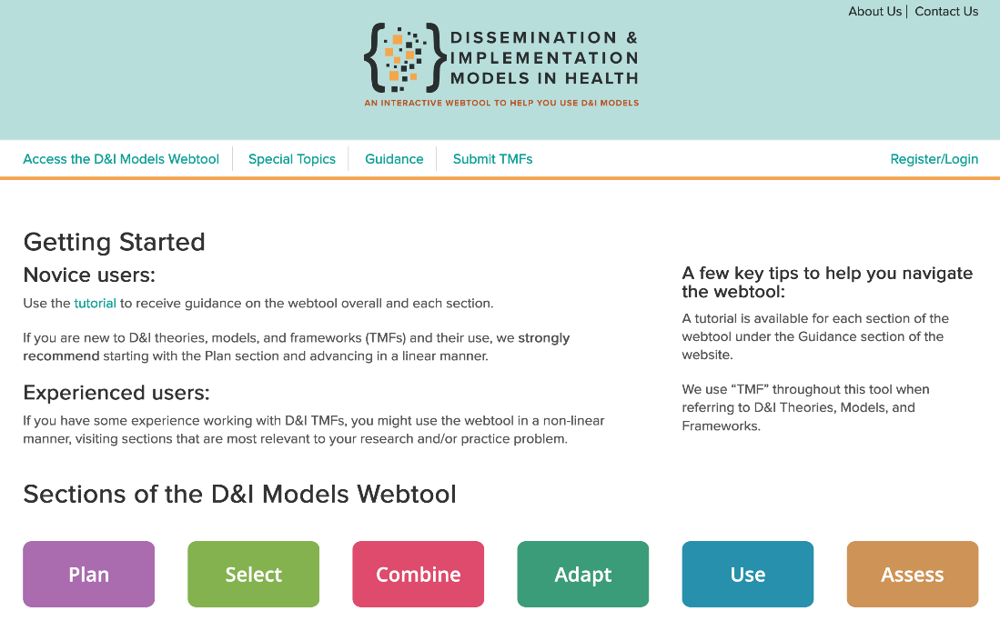 About Us | Contact Us
DISSEMINATION &
IMPLEMENTATION
MODELS IN HEALTH
AN INTERACTIVE WEBTOOL TO HELP YOU USE D&I MODELS
Access the D&I Models Webtool
Special Topics
Guidance
Submit TMFs
Register/Login
Getting Started
Novice users:
Use the tutorial to receive guidance on the webtool overall and each section.
If you are new to D&I theories, models, and frameworks (TMFs) and their use, we strongly
recommend starting with the Plan section and advancing in a linear manner.
Experienced users:
If you have some experience working with D&I TMFs, you might use the webtool in a non-linear
manner, visiting sections that are most relevant to your research and/or practice problem.
A few key tips to help you navigate
the webtool:
A tutorial is available for each section of the
webtool under the Guidance section of the
website.
We use “TMF” throughout this tool when
referring to D&I Theories, Models, and
Frameworks.
Sections of the D&I Models Webtool
Plan
Select
Combine
Adapt
Use
Assess